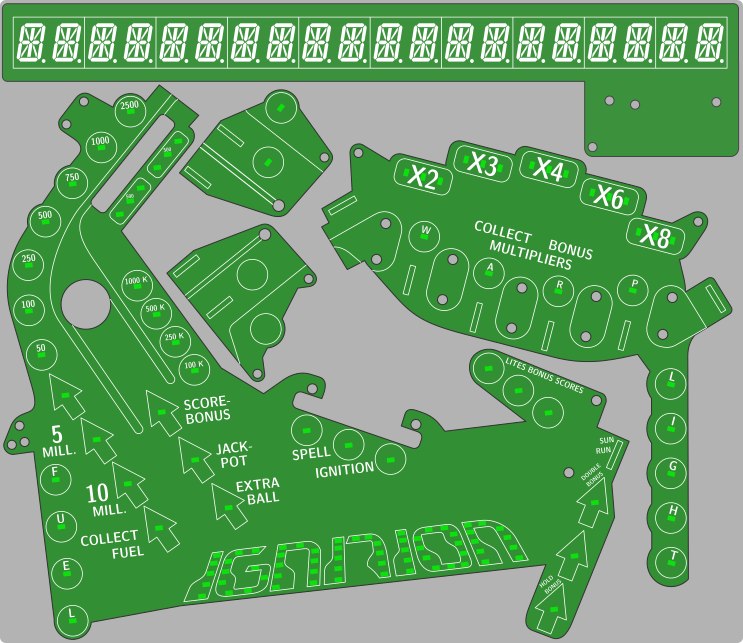 2500
1000
750
500
250
100
50
500
500
1000 K
500 K
250 K
100 K
X2
X3
X4
X6
X8
COLLECT BONUS
MULTIPLIERS
W
A
R
P
L
I
G
H
T
LITES BONUS SCORES
SUN
RUN
DOUBLE
BONUS
HOLD
BONUS
SCORE-
BONUS
JACK-
POT
EXTRA
BALL
SPELL
IGNITION
5
MILL.
10
MILL.
COLLECT
FUEL
F
U
E
L
IGNITION